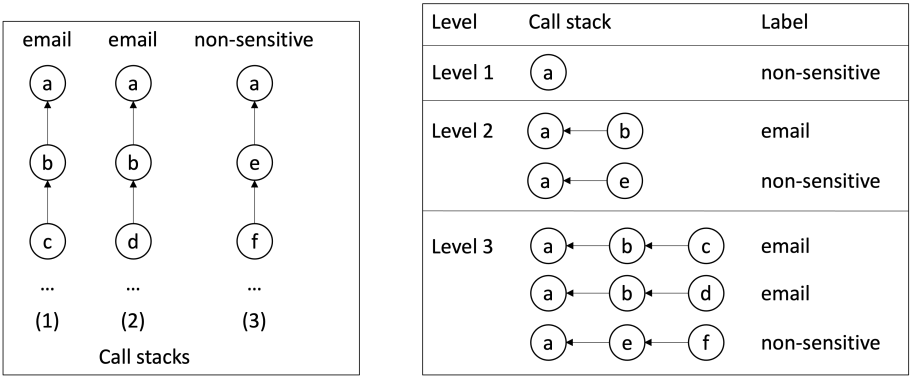 email email non-sensitive
a a a
b b e
c d f
... ... ...
(1) (2) (3)
Call stacks
Level Call stack Label
Level 1 a non-sensitive
Level 2 a b email
a e non-sensitive
Level 3 a b c email
a b d email
a e f non-sensitive